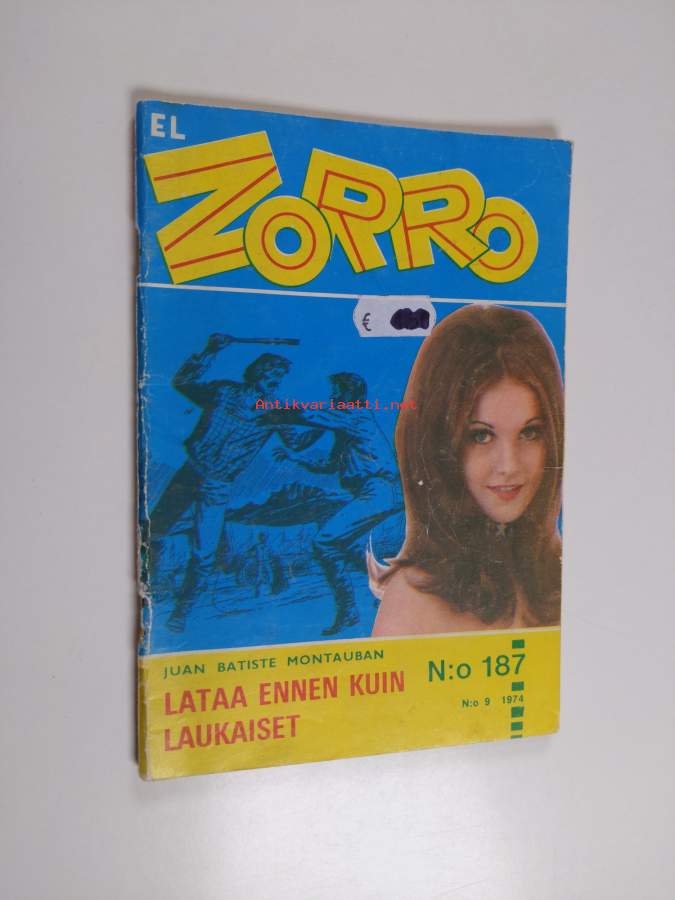 EL
ZORRO
€
Antikvariaatti.net
JUAN BATISTE MONTAUBAN
LATAA ENNEN KUIN
LAUKAISET
N:o 187
N:o 9 1974